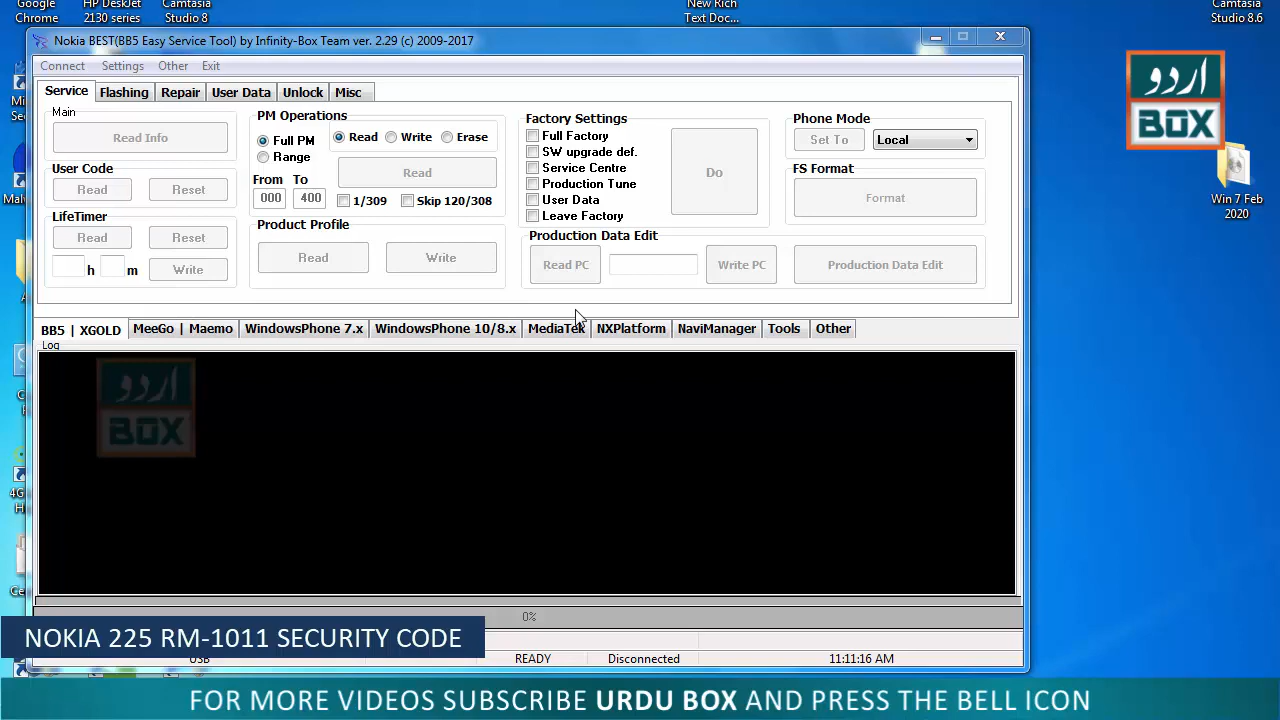 Google
Chrome
HP DeskJet
2130 series
Camtasia
Studio 8
New Rich
Text Doc...
Camtasia
Studio 8.6
Nokia BEST(BB5 Easy Service Tool) by Infinity-Box Team ver. 2.29 (c) 2009-2017
Connect Settings Other Exit
Service Flashing Repair User Data Unlock Misc
Main
Read Info
User Code
Read Reset
LifeTimer
Read Reset
h m Write
PM Operations
Full PM Read Write Erase
Range
From To Read
000 400 1/309 Skip 120/308
Product Profile
Read Write
Factory Settings
Full Factory
SW upgrade def.
Service Centre
Production Tune
User Data
Leave Factory
Do
Production Data Edit
Read PC Write PC Production Data Edit
Phone Mode
Set To Local
FS Format
Format
BB5 | XGOLD MeeGo | Maemo WindowsPhone 7.x WindowsPhone 10/8.x MediaTek NXPlatform NaviManager Tools Other
Log
اردو
BOX
اردو
BOX
Win 7 Feb
2020
0%
NOKIA 225 RM-1011 SECURITY CODE
USB READY Disconnected 11:11:16 AM
FOR MORE VIDEOS SUBSCRIBE URDU BOX AND PRESS THE BELL ICON